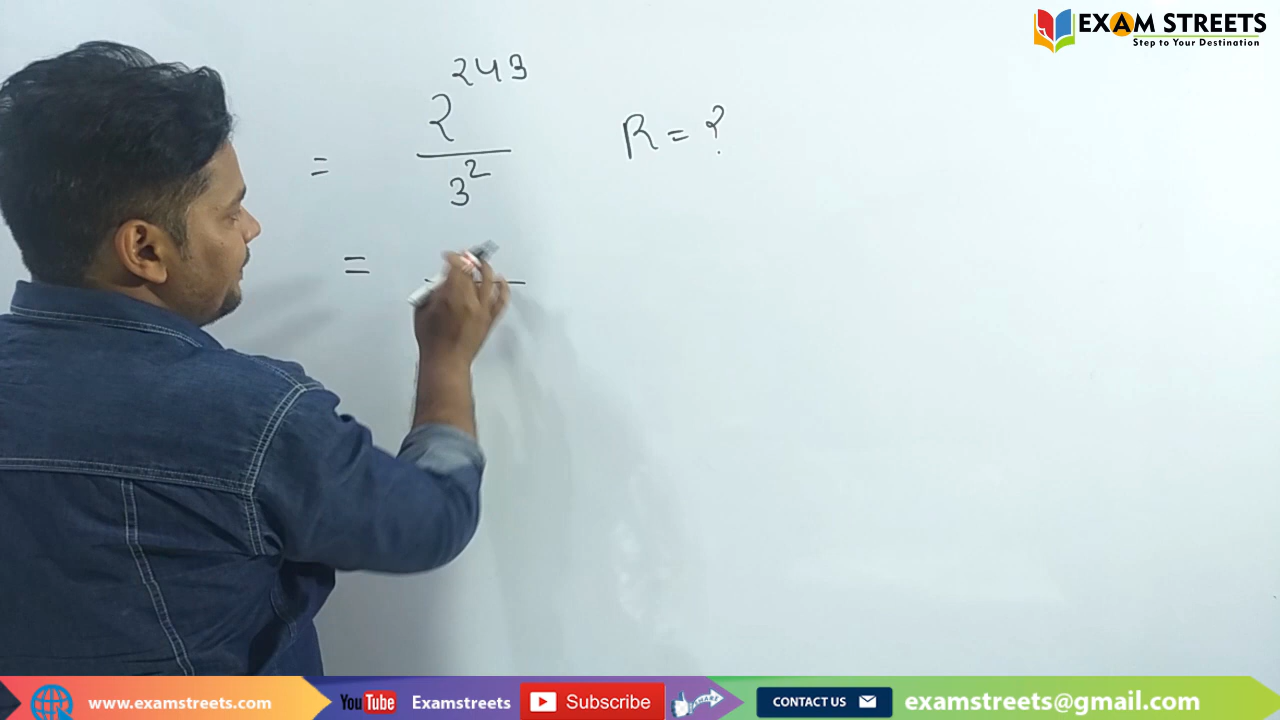 EXAM STREETS
Step to Your Destination
= 2^243 / 3^2 R = ?
=
www.examstreets.com
YouTube Examstreets
Subscribe
SHARE
CONTACT US
examstreets@gmail.com